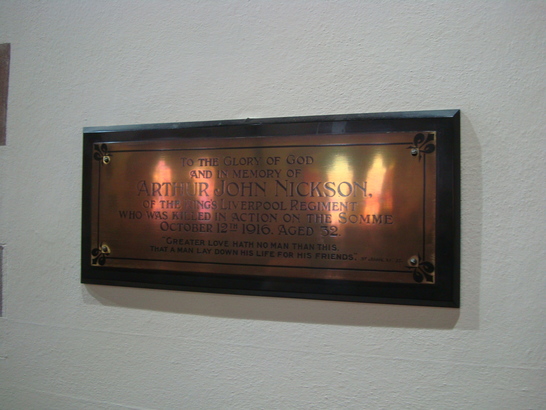 To the Glory of God
and in memory of
Arthur John Nickson,
of the King's Liverpool Regiment
who was killed in action on the Somme
October 12th 1916. Aged 32.
"Greater love hath no man than this,
that a man lay down his life for his friends."